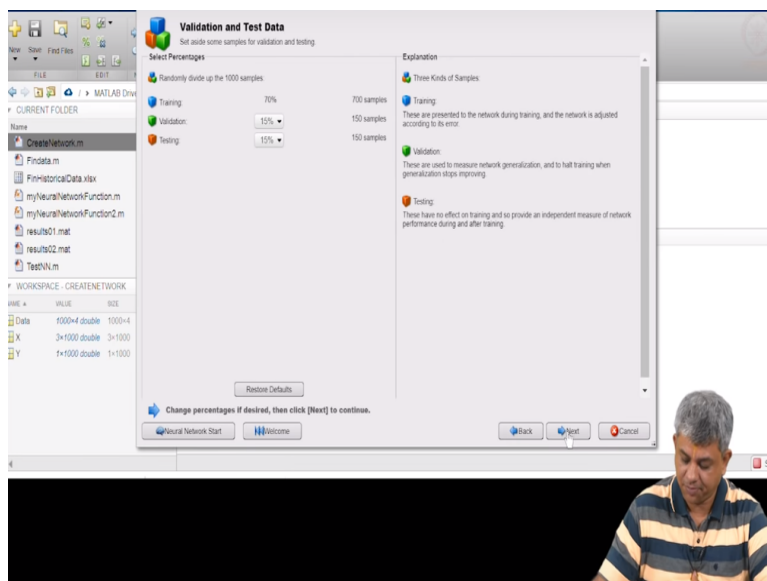 Validation and Test Data
Set aside some samples for validation and testing
New Save Find Files
FILE EDIT
MATLAB Drive
CURRENT FOLDER
Name
CreateNetwork.m
Findata.m
FinHistoricalData.xlsx
myNeuralNetworkFunction.m
myNeuralNetworkFunction2.m
results01.mat
results02.mat
TestNN.m
WORKSPACE - CREATENETWORK
VALUE SIZE
Data 1000×4 double 1000×4
X 3×1000 double 3×1000
Y 1×1000 double 1×1000
Select Percentages
Randomly divide up the 1000 samples
Training: 70% 700 samples
Validation: 15% 150 samples
Testing: 15% 150 samples
Restore Defaults
Explanation
Three Kinds of Samples
Training:
These are presented to the network during training, and the network is adjusted
according to its error.
Validation:
These are used to measure network generalization, and to halt training when
generalization stops improving.
Testing:
These have no effect on training and so provide an independent measure of network
performance during and after training.
Change percentages if desired, then click [Next] to continue.
Neural Network Start Welcome Back Next Cancel